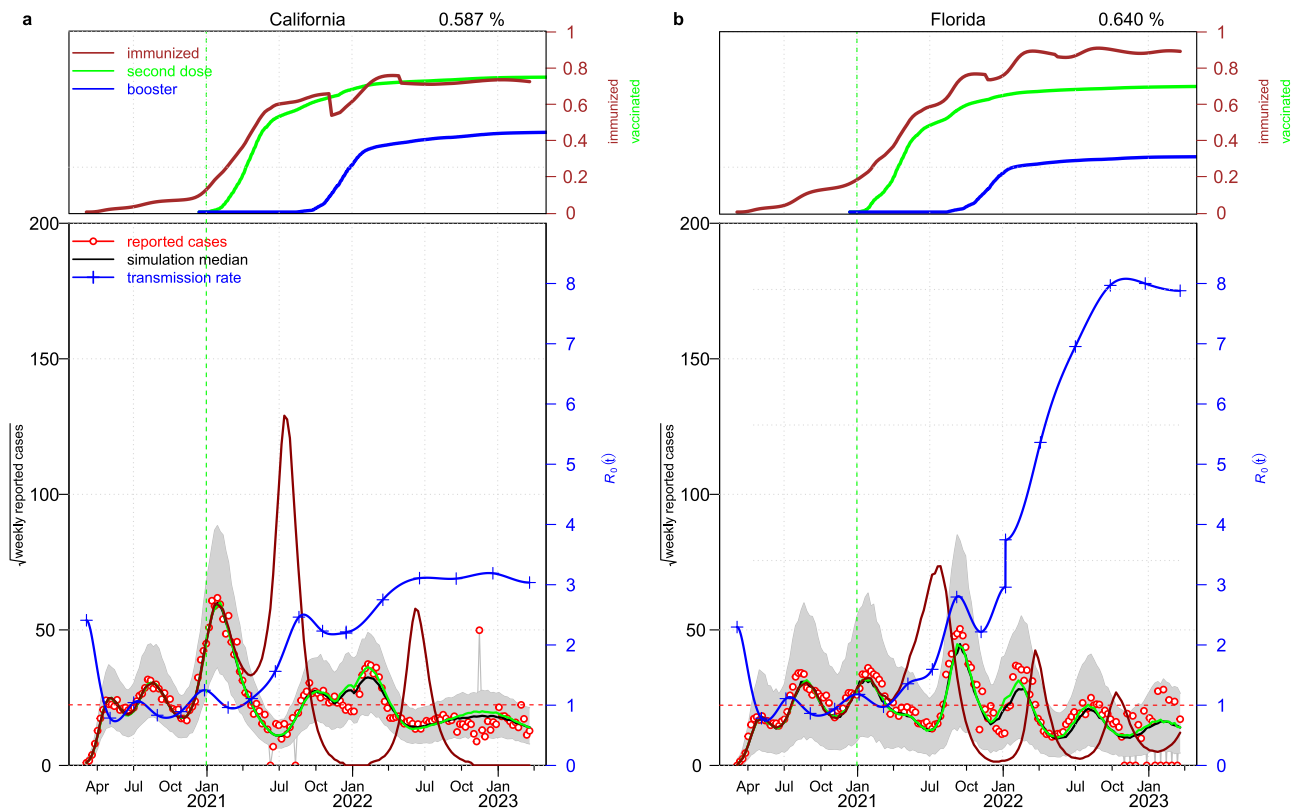 a California 0.587 %
immunized
second dose
booster
1
0.8
0.6
0.4
0.2
0
immunized
vaccinated
b Florida 0.640 %
1
0.8
0.6
0.4
0.2
0
immunized
vaccinated
reported cases
simulation median
transmission rate
200
150
100
50
0
√weekly reported cases
8
7
6
5
4
3
2
1
0
R0(t)
Apr Jul Oct Jan Jul Oct Jan Apr Jul Oct Jan
2021 2022 2023
200
150
100
50
0
√weekly reported cases
8
7
6
5
4
3
2
1
0
R0(t)
Apr Jul Oct Jan Jul Oct Jan Apr Jul Oct Jan
2021 2022 2023